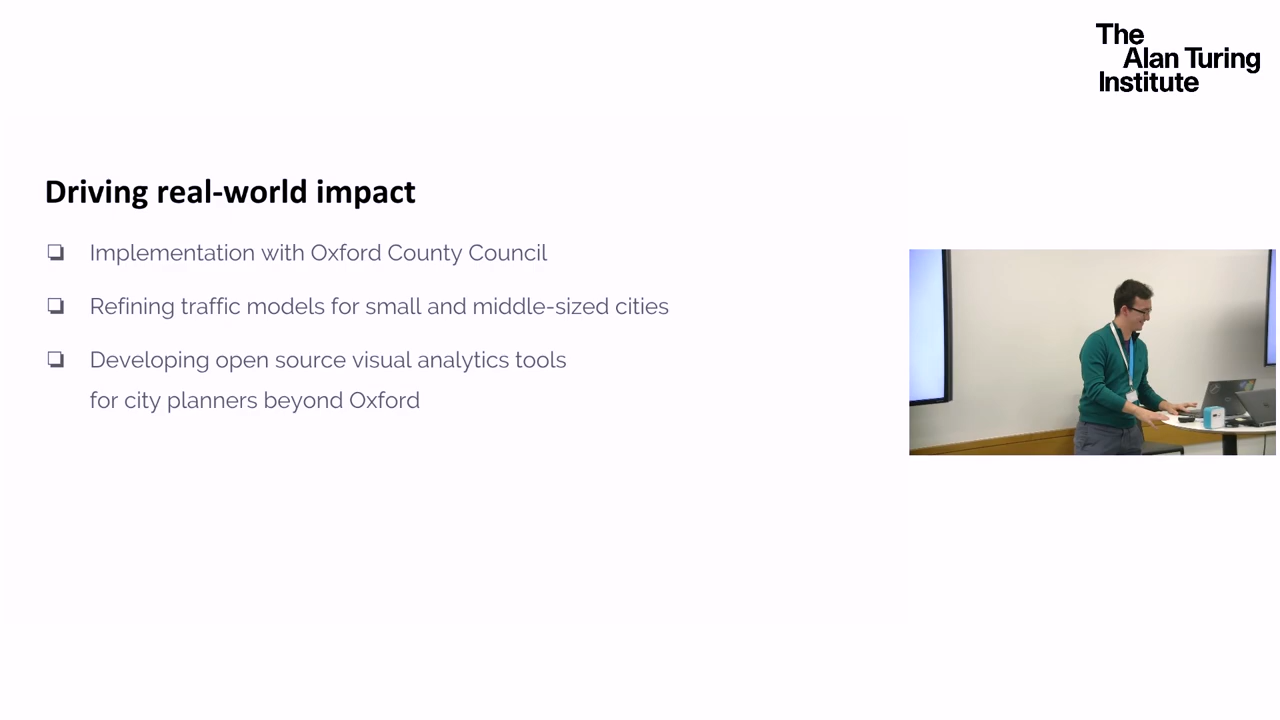 The
Alan Turing
Institute
Driving real-world impact
Implementation with Oxford County Council
Refining traffic models for small and middle-sized cities
Developing open source visual analytics tools
for city planners beyond Oxford